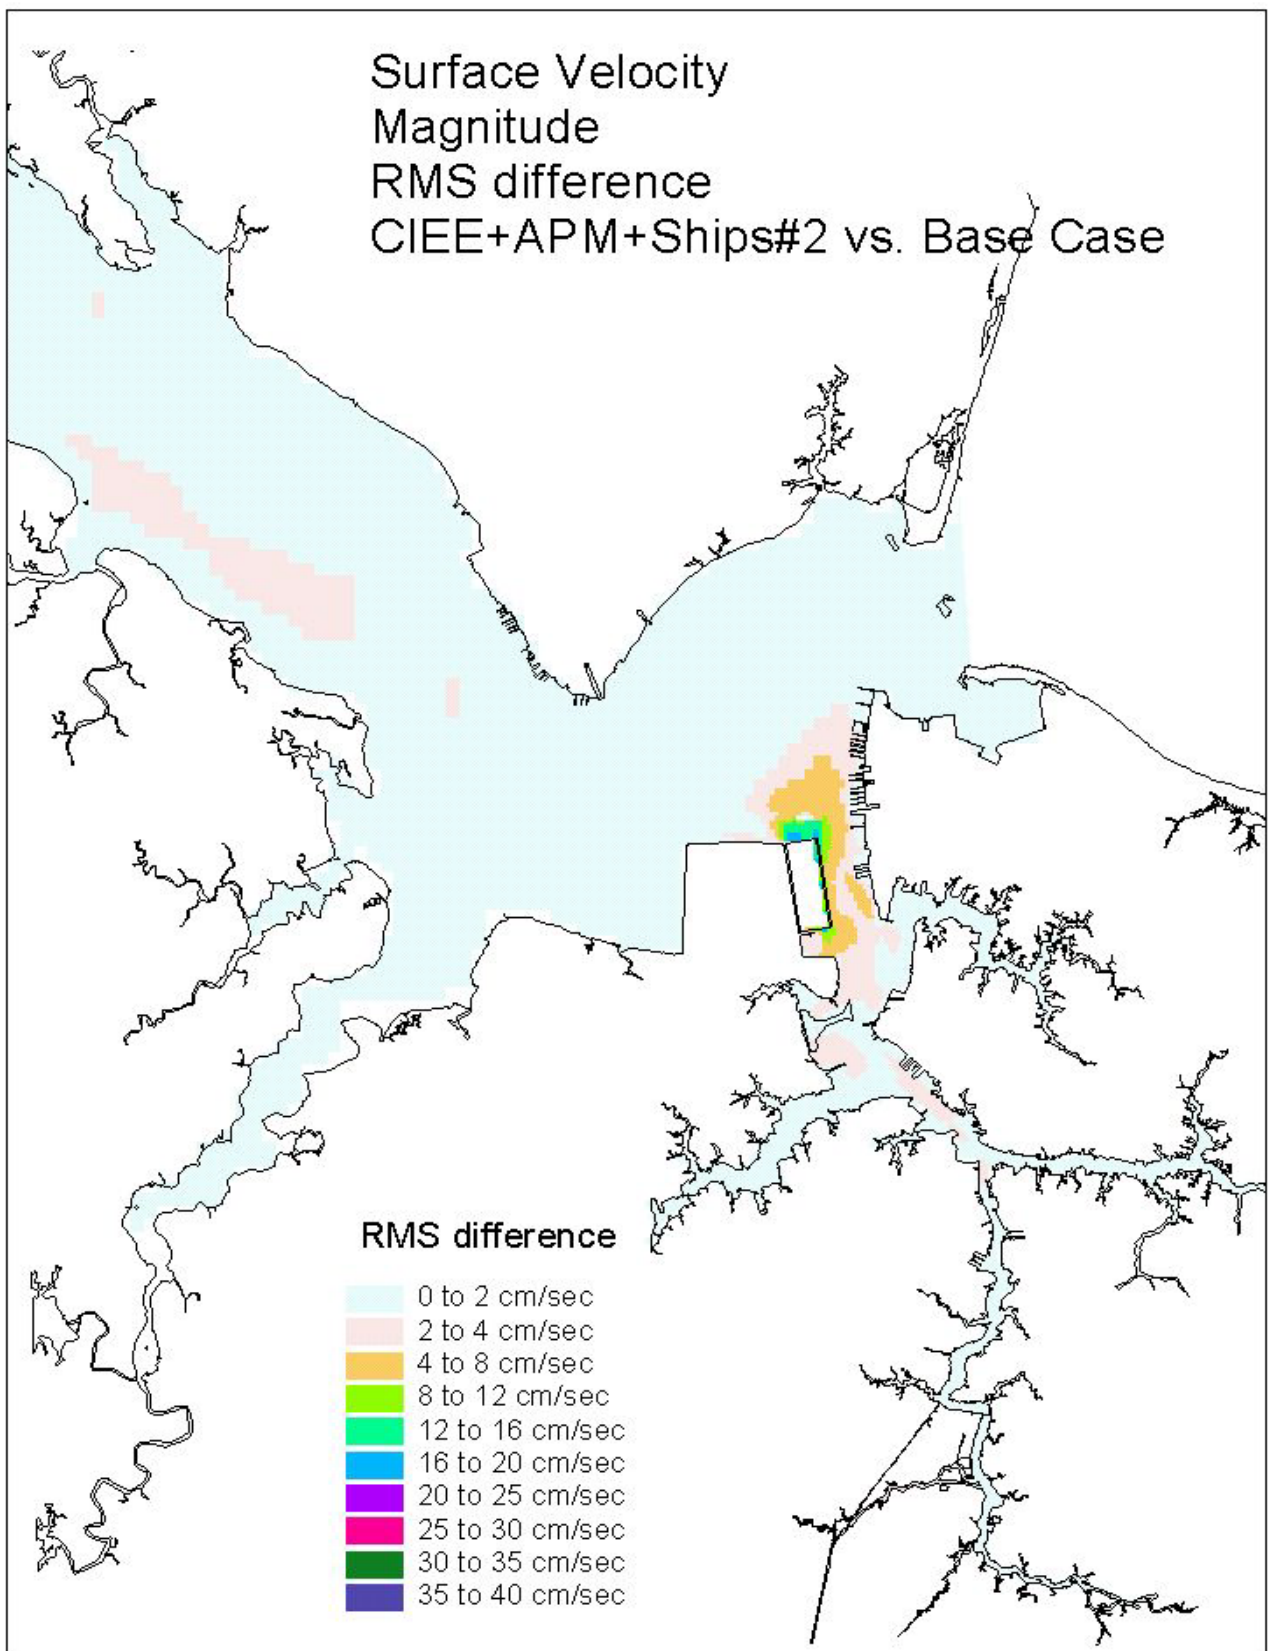 Surface Velocity
Magnitude
RMS difference
CIEE+APM+Ships#2 vs. Base Case
RMS difference
0 to 2 cm/sec
2 to 4 cm/sec
4 to 8 cm/sec
8 to 12 cm/sec
12 to 16 cm/sec
16 to 20 cm/sec
20 to 25 cm/sec
25 to 30 cm/sec
30 to 35 cm/sec
35 to 40 cm/sec